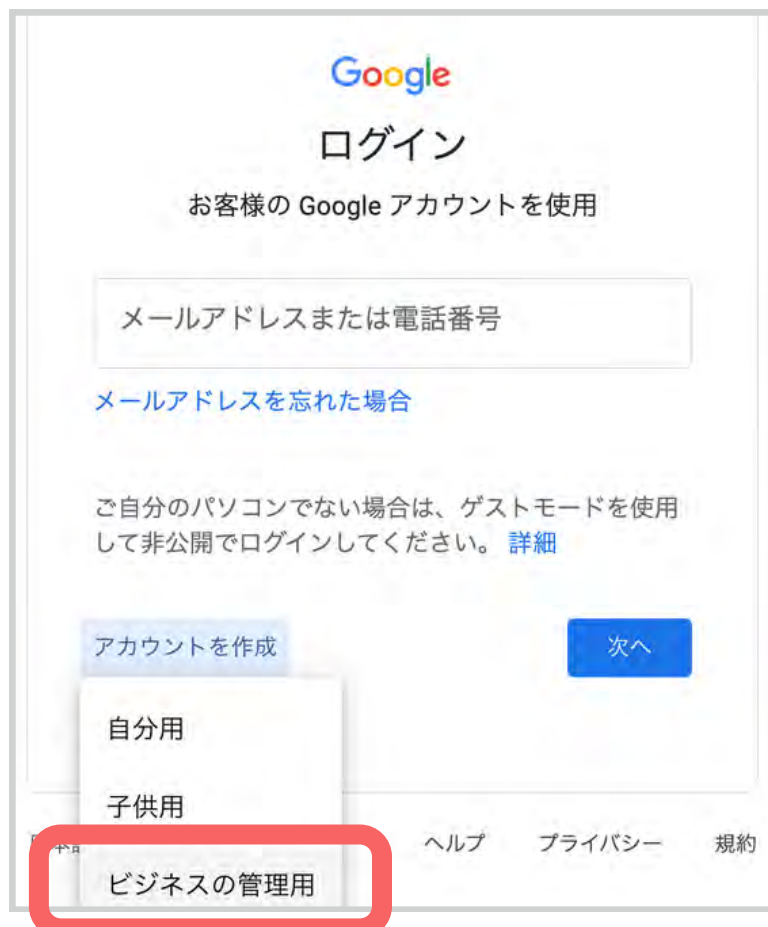 Google
ログイン
お客様の Google アカウントを使用
メールアドレスまたは電話番号
メールアドレスを忘れた場合
ご自分のパソコンでない場合は、ゲストモードを使用
して非公開でログインしてください。 詳細
アカウントを作成
次へ
自分用
子供用
ヘルプ プライバシー 規約
ビジネスの管理用